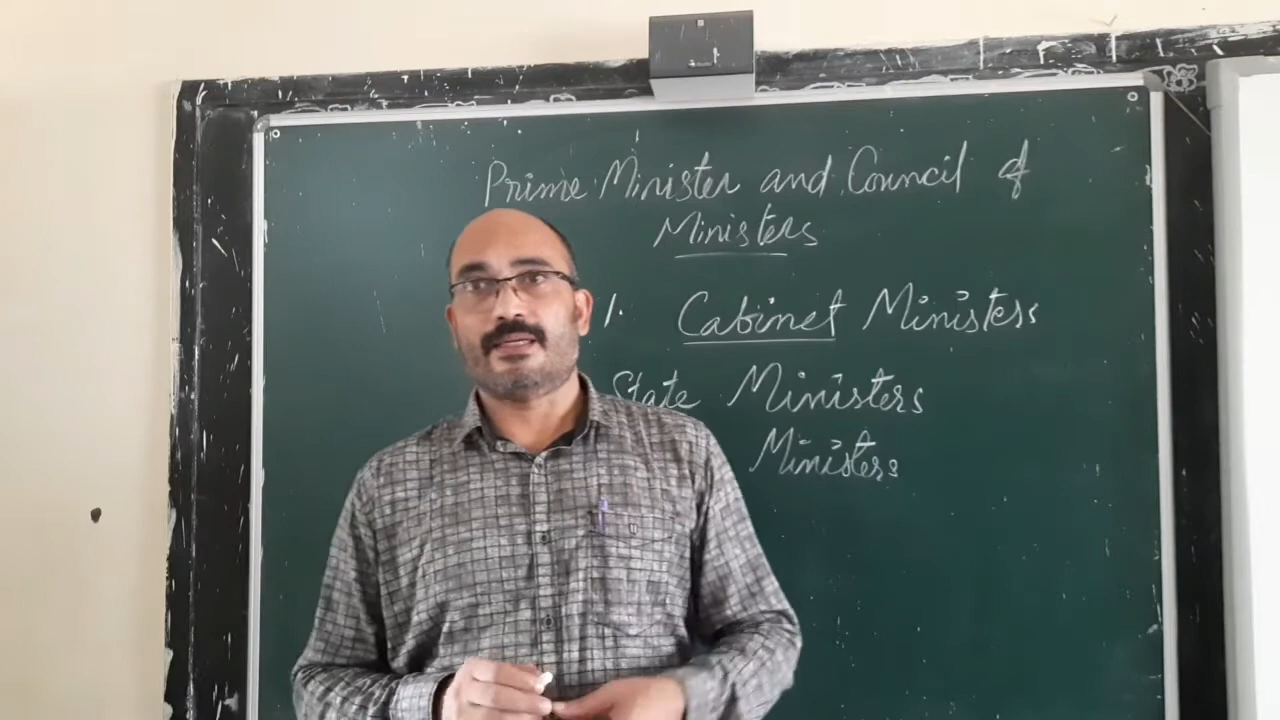 Prime Minister and Council of
Ministers
1. Cabinet Ministers
State Ministers
Ministers